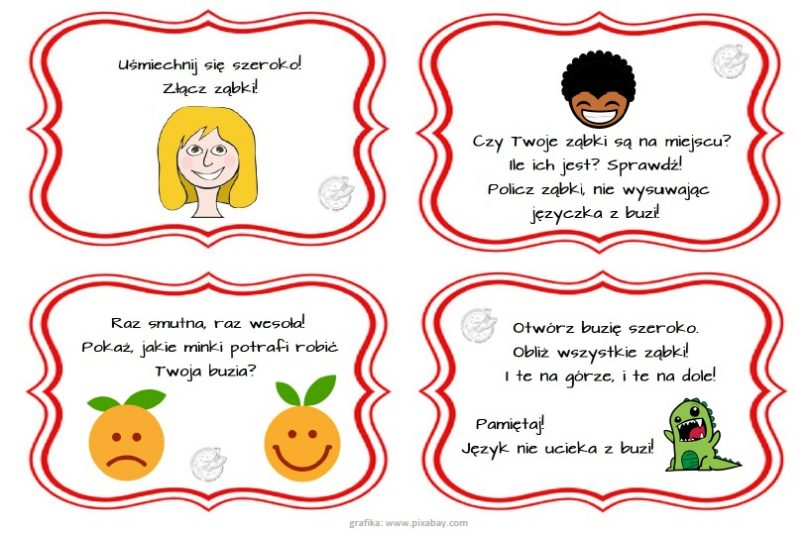 Uśmiechnij się szeroko!
Złącz ząbki!
Czy Twoje ząbki są na miejscu?
Ile ich jest? Sprawdź!
Policz ząbki, nie wysuwając
języczka z buzi!
Raz smutna, raz wesoła!
Pokaż, jakie minki potrafi robić
Twoja buzia?
Otwórz buzię szeroko.
Obliż wszystkie ząbki!
I te na górze, i te na dole!
Pamiętaj!
Język nie ucieka z buzi!
grafika: www.pixabay.com